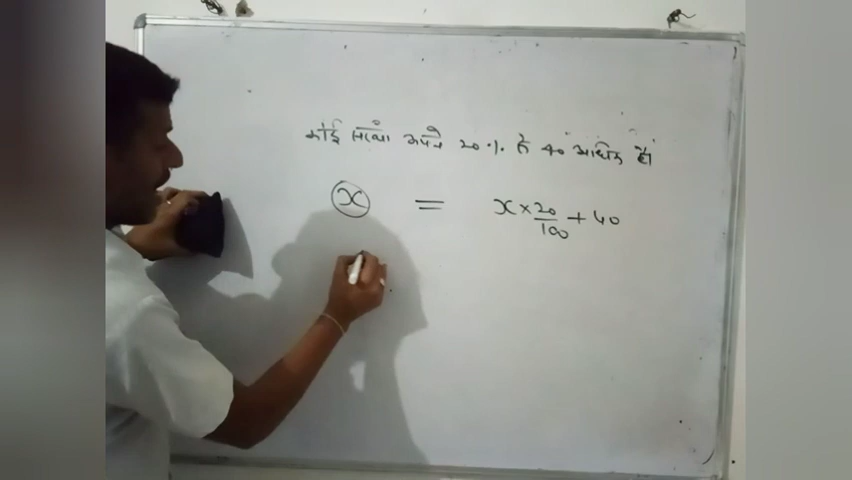 कोई संख्या अपने 20% से 40 अधिक है।
x = x × 20/100 + 40